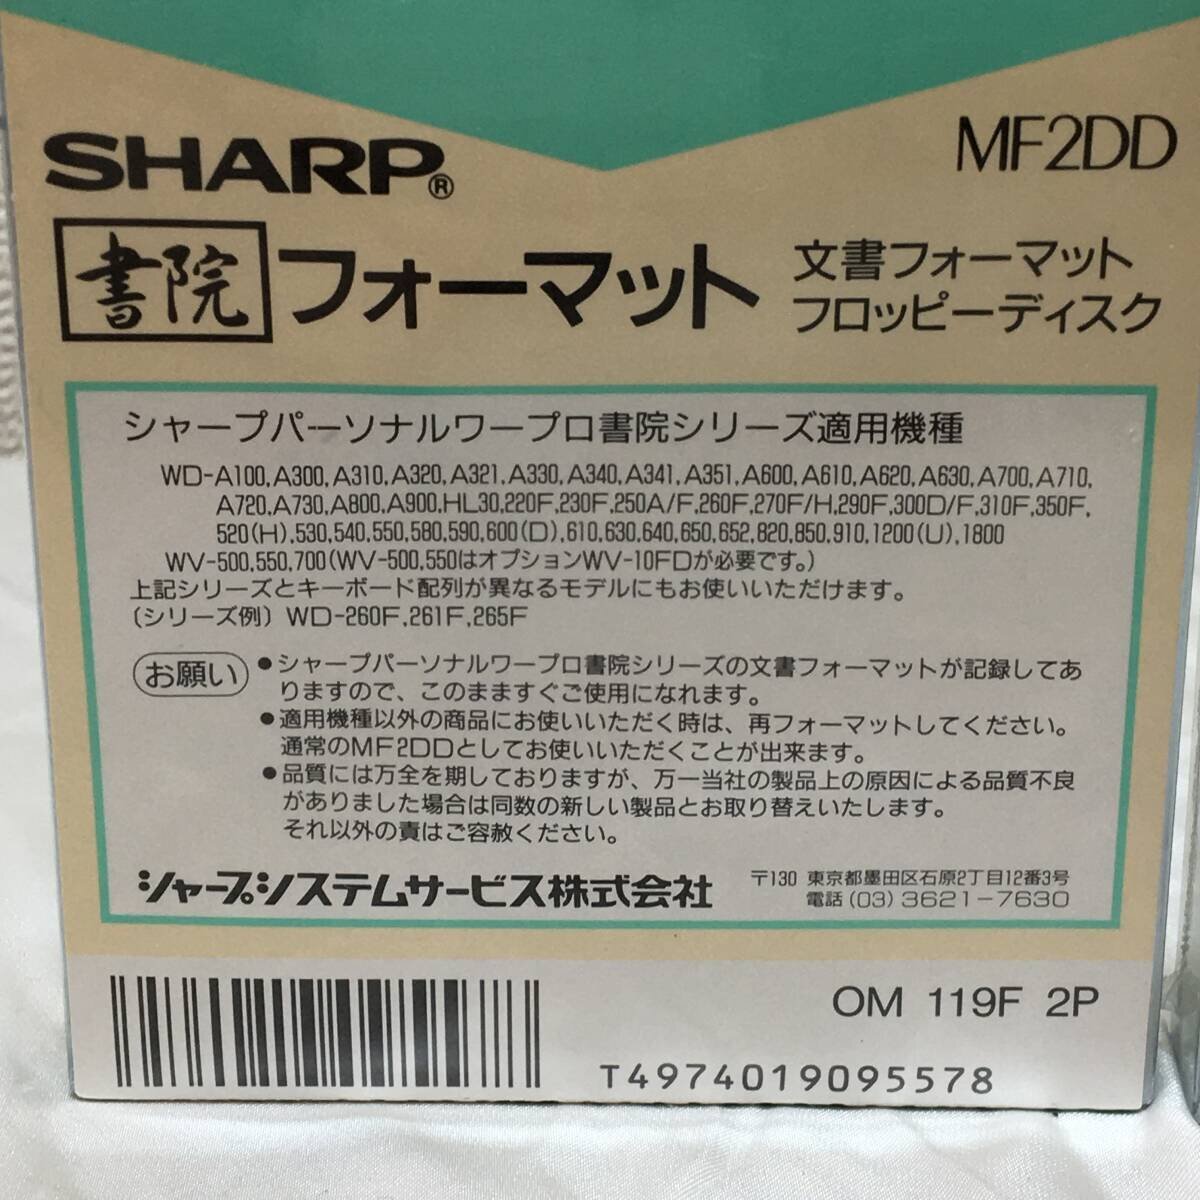 SHARP®
MF2DD
書院 フォーマット
文書フォーマット
フロッピーディスク
シャープパーソナルワープロ書院シリーズ適用機種
WD-A100,A300,A310,A320,A321,A330,A340,A341,A351,A600,A610,A620,A630,A700,A710,
A720,A730,A800,A900,HL30,220F,230F,250A/F,260F,270F/H,290F,300D/F,310F,350F,
520(H),530,540,550,580,590,600(D),610,630,640,650,652,820,850,910,1200(U),1800
WV-500,550,700(WV-500,550はオプションWV-10FDが必要です。)
上記シリーズとキーボード配列が異なるモデルにもお使いいただけます。
(シリーズ例) WD-260F,261F,265F
お願い
●シャープパーソナルワープロ書院シリーズの文書フォーマットが記録してあ
りますので、このまますぐご使用になれます。
●適用機種以外の商品にお使いいただく時は、再フォーマットしてください。
通常のMF2DDとしてお使いいただくことが出来ます。
●品質には万全を期しておりますが、万一当社の製品上の原因による品質不良
がありました場合は同数の新しい製品とお取り替えいたします。
それ以外の責はご容赦ください。
シャープシステムサービス株式会社
〒130 東京都墨田区石原2丁目12番3号
電話(03)3621-7630
OM 119F 2P
T4974019095578